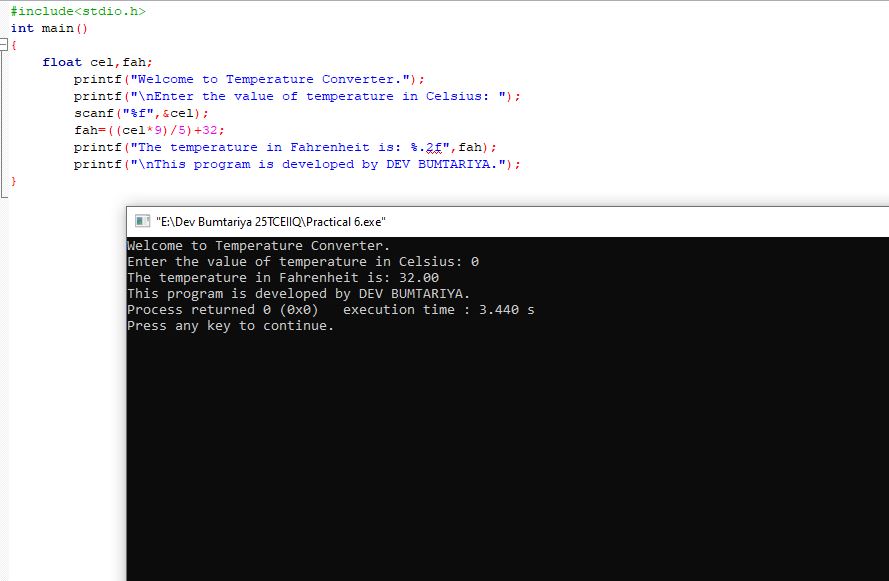 #include<stdio.h>
int main()
{
float cel,fah;
printf("Welcome to Temperature Converter.");
printf("\nEnter the value of temperature in Celsius: ");
scanf("%f",&cel);
fah=((cel*9)/5)+32;
printf("The temperature in Fahrenheit is: %.2f",fah);
printf("\nThis program is developed by DEV BUMTARIYA.");
}
"E:\Dev Bumtariya 25TCEIIQ\Practical 6.exe"
Welcome to Temperature Converter.
Enter the value of temperature in Celsius: 0
The temperature in Fahrenheit is: 32.00
This program is developed by DEV BUMTARIYA.
Process returned 0 (0x0)   execution time : 3.440 s
Press any key to continue.